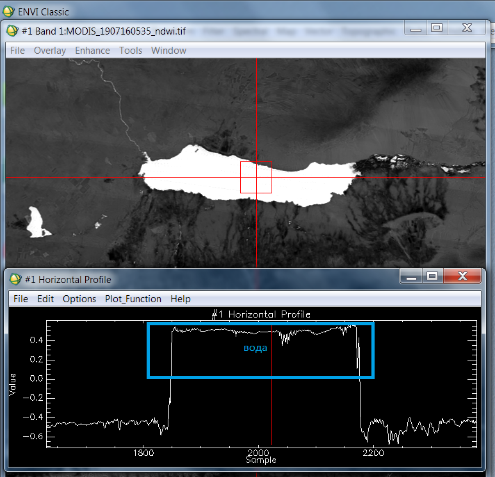 ENVI Classic
#1 Band 1:MODIS_1907160535_ndwi.tif
File Overlay Enhance Tools Window
#1 Horizontal Profile
File Edit Options Plot_Function Help
#1 Horizontal Profile
0.4
вода
0.2
0.0
Value
-0.2
-0.4
-0.6
1800 2000 2200
Sample